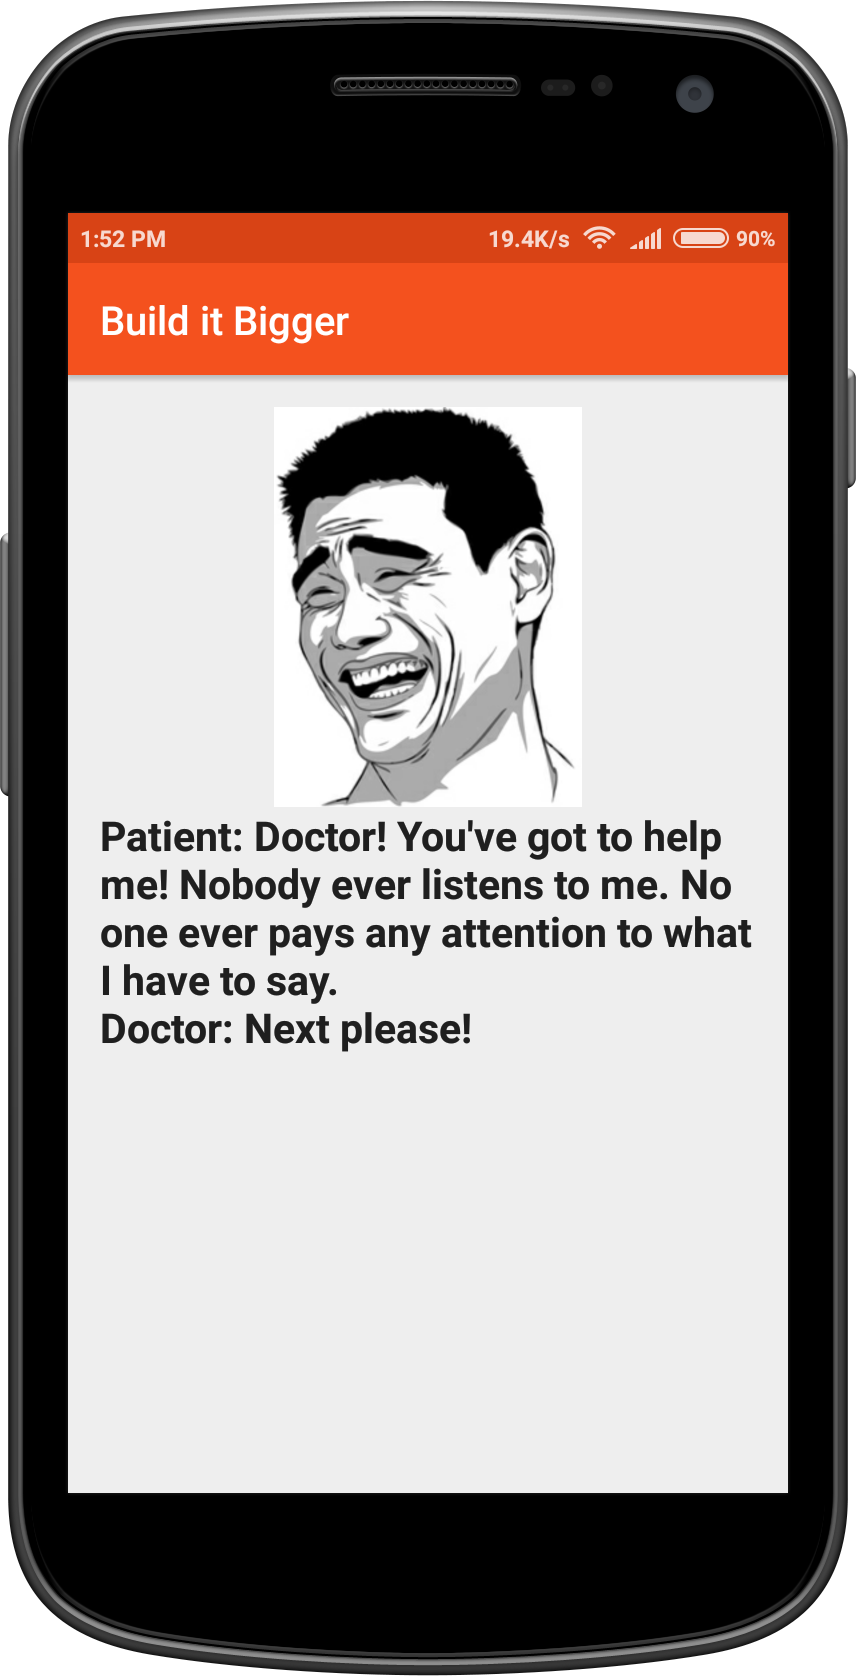 1:52 PM 19.4K/s 90%
Build it Bigger
Patient: Doctor! You've got to help
me! Nobody ever listens to me. No
one ever pays any attention to what
I have to say.
Doctor: Next please!